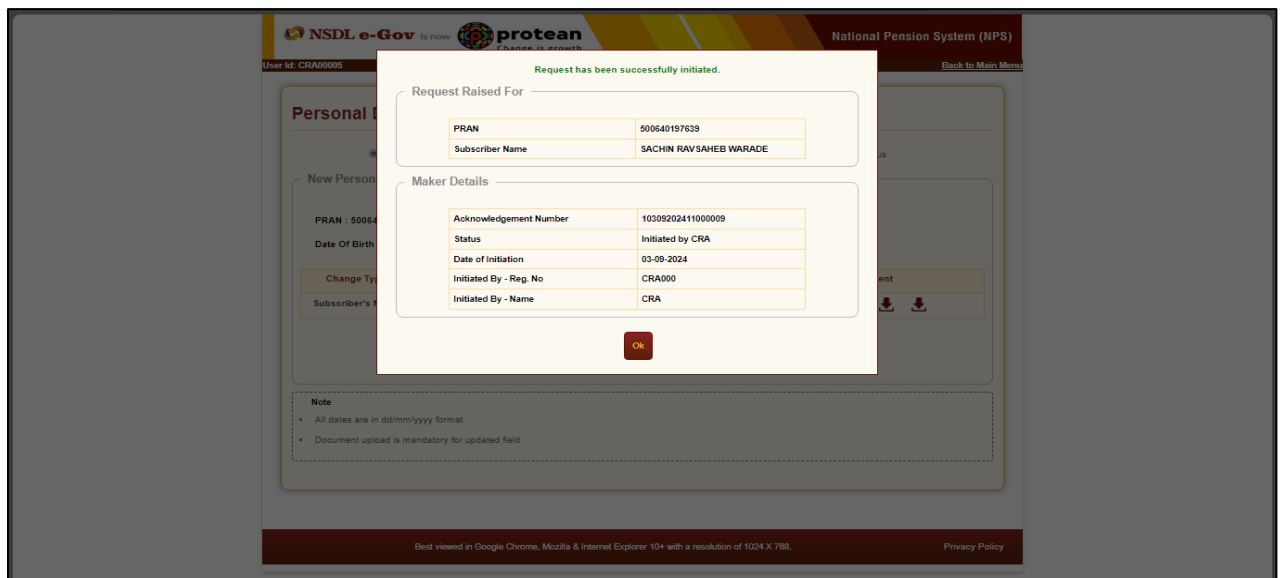 NSDL e-Gov is now protean
Change is growth
National Pension System (NPS)
User Id: CRA00005
Back to Main Menu
Request has been successfully initiated.
Request Raised For
PRAN 500640197639
Subscriber Name SACHIN RAVSAHEB WARADE
Maker Details
Acknowledgement Number 10309202411000009
Status Initiated by CRA
Date of Initiation 03-09-2024
Initiated By - Reg. No CRA000
Initiated By - Name CRA
Ok
Personal
New Person
PRAN : 50064
Date Of Birth
Change Ty
Subscriber's
Note
All dates are in dd/mm/yyyy format
Document upload is mandatory for updated field
Best viewed in Google Chrome, Mozilla & Internet Explorer 10+ with a resolution of 1024 X 768.
Privacy Policy